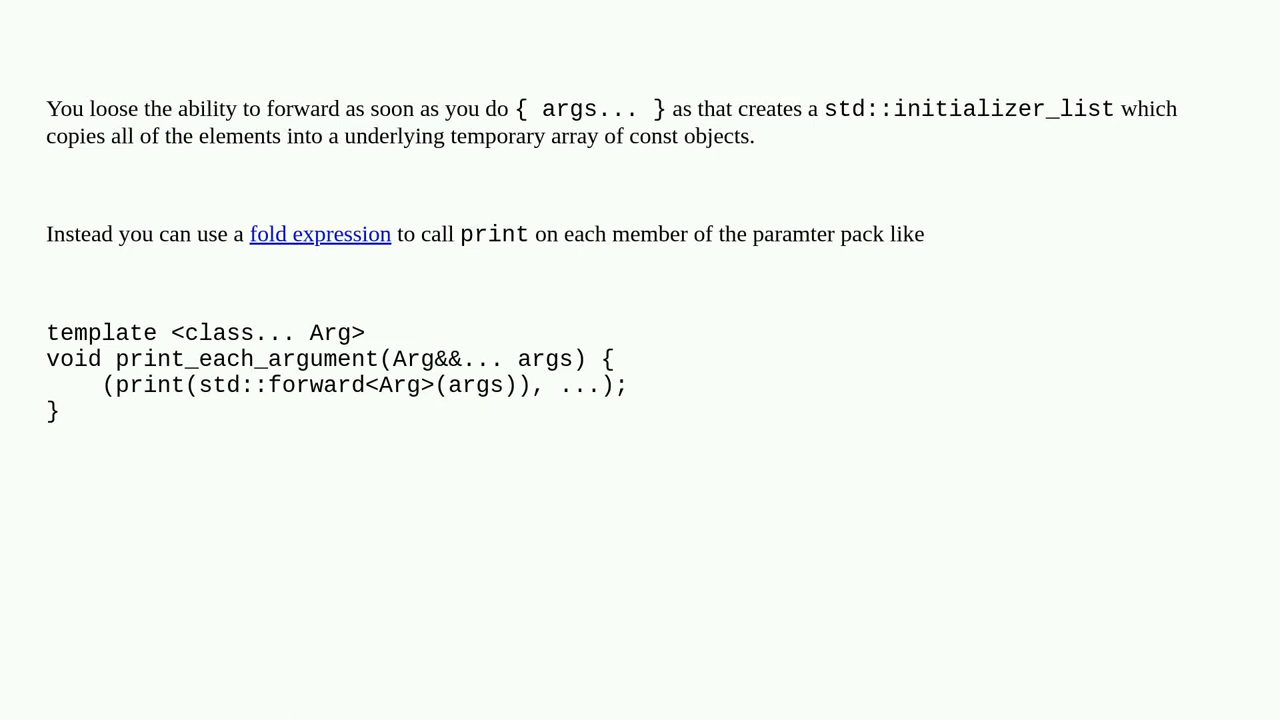 You loose the ability to forward as soon as you do { args... } as that creates a std::initializer_list which
copies all of the elements into a underlying temporary array of const objects.
Instead you can use a fold expression to call print on each member of the paramter pack like
template <class... Arg>
void print_each_argument(Arg&&... args) {
    (print(std::forward<Arg>(args)), ...);
}